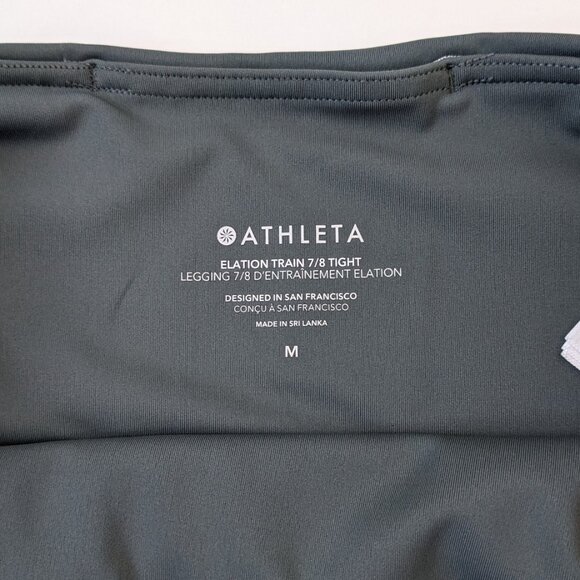 ATHLETA
ELATION TRAIN 7/8 TIGHT
LEGGING 7/8 D'ENTRAÎNEMENT ELATION
DESIGNED IN SAN FRANCISCO
CONÇU À SAN FRANCISCO
MADE IN SRI LANKA
M